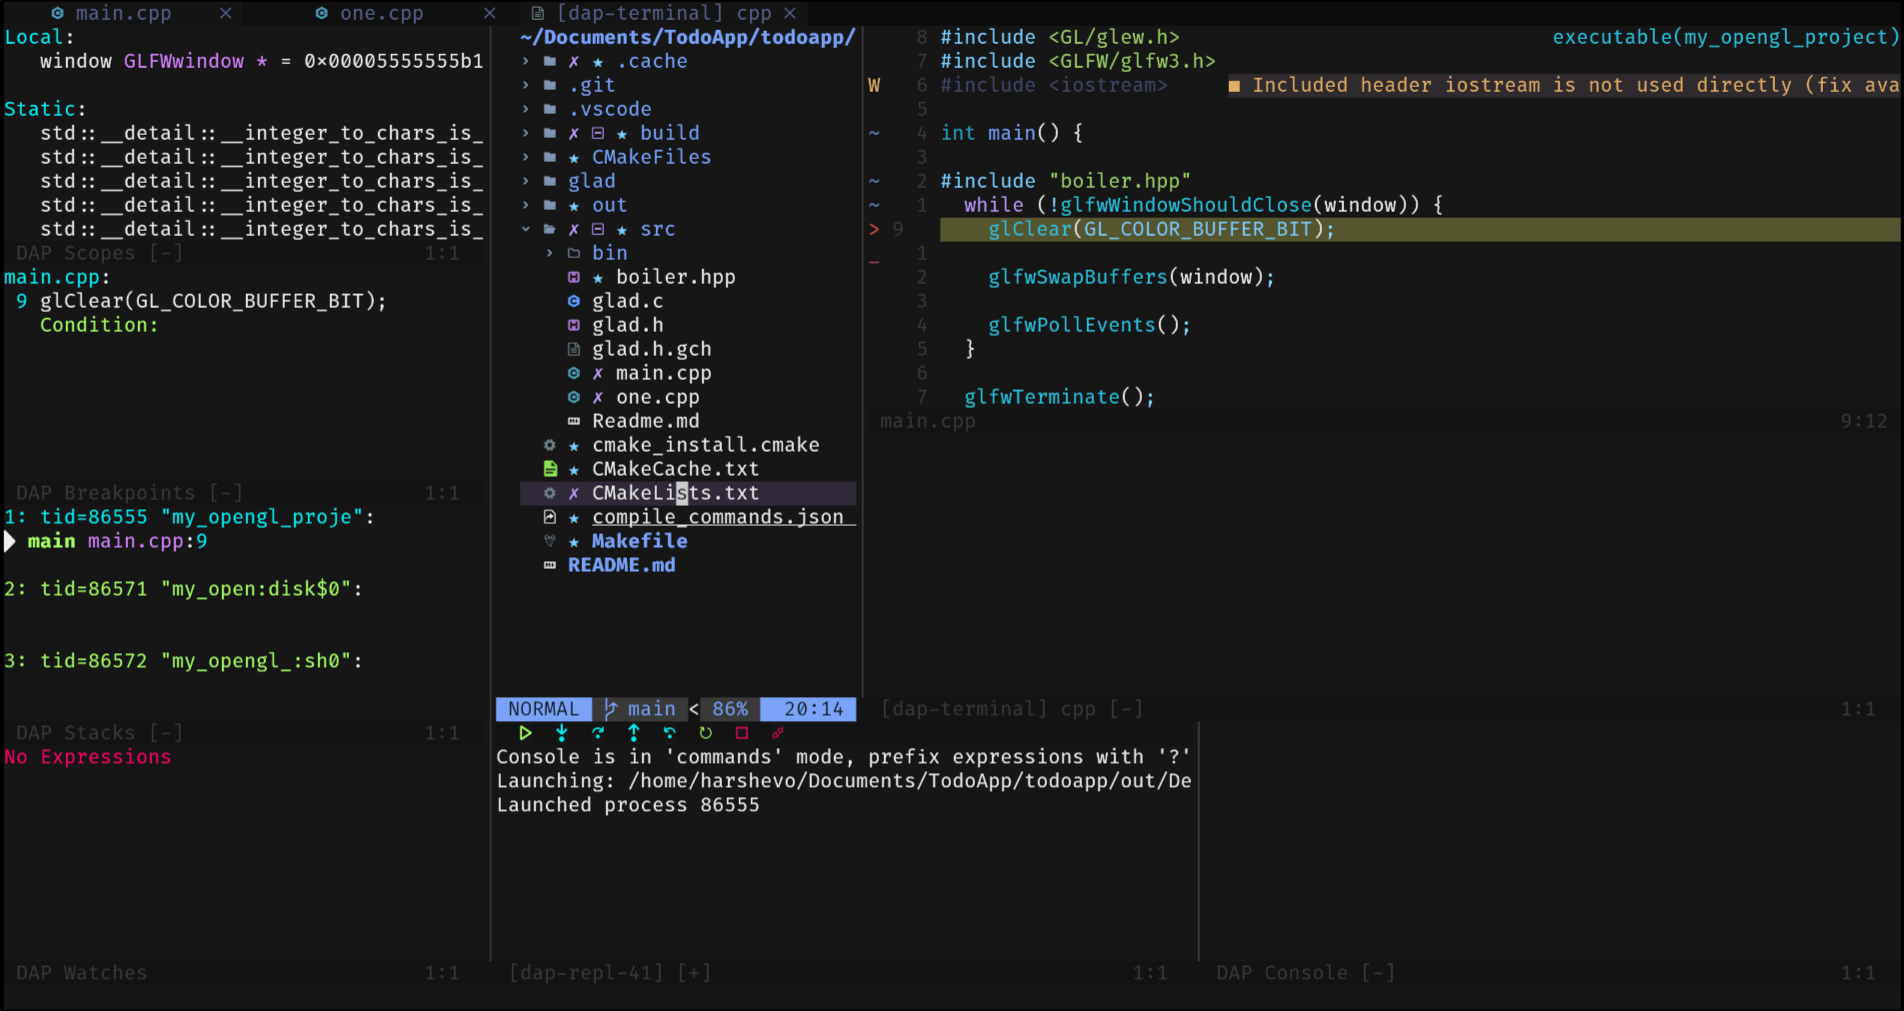 main.cpp ✕ one.cpp ✕ [dap-terminal] cpp ✕
Local:
window GLFWwindow * = 0×00005555555b1
Static:
std::__detail::__integer_to_chars_is_
std::__detail::__integer_to_chars_is_
std::__detail::__integer_to_chars_is_
std::__detail::__integer_to_chars_is_
std::__detail::__integer_to_chars_is_
DAP Scopes [-] 1:1
main.cpp:
9 glClear(GL_COLOR_BUFFER_BIT);
Condition:
DAP Breakpoints [-] 1:1
1: tid=86555 "my_opengl_proje":
main main.cpp:9
2: tid=86571 "my_open:disk$0":
3: tid=86572 "my_opengl_:sh0":
DAP Stacks [-] 1:1
No Expressions
DAP Watches 1:1
~/Documents/TodoApp/todoapp/
› ✗ ★ .cache
› .git
› .vscode
› ✗ ★ build
› ★ CMakeFiles
› glad
› ★ out
✗ ★ src
› bin
★ boiler.hpp
glad.c
glad.h
glad.h.gch
✗ main.cpp
✗ one.cpp
Readme.md
★ cmake_install.cmake
★ CMakeCache.txt
✗ CMakeLists.txt
★ compile_commands.json
★ Makefile
README.md
NORMAL main < 86% 20:14
8 #include <GL/glew.h> executable(my_opengl_project)
7 #include <GLFW/glfw3.h>
W 6 #include <iostream> ■ Included header iostream is not used directly (fix ava
5
~ 4 int main() {
3
~ 2 #include "boiler.hpp"
~ 1 while (!glfwWindowShouldClose(window)) {
> 9 glClear(GL_COLOR_BUFFER_BIT);
_ 1
2 glfwSwapBuffers(window);
3
4 glfwPollEvents();
5 }
6
7 glfwTerminate();
main.cpp 9:12
[dap-terminal] cpp [-] 1:1
Console is in 'commands' mode, prefix expressions with '?'
Launching: /home/harshevo/Documents/TodoApp/todoapp/out/De
Launched process 86555
[dap-repl-41] [+] 1:1
DAP Console [-] 1:1